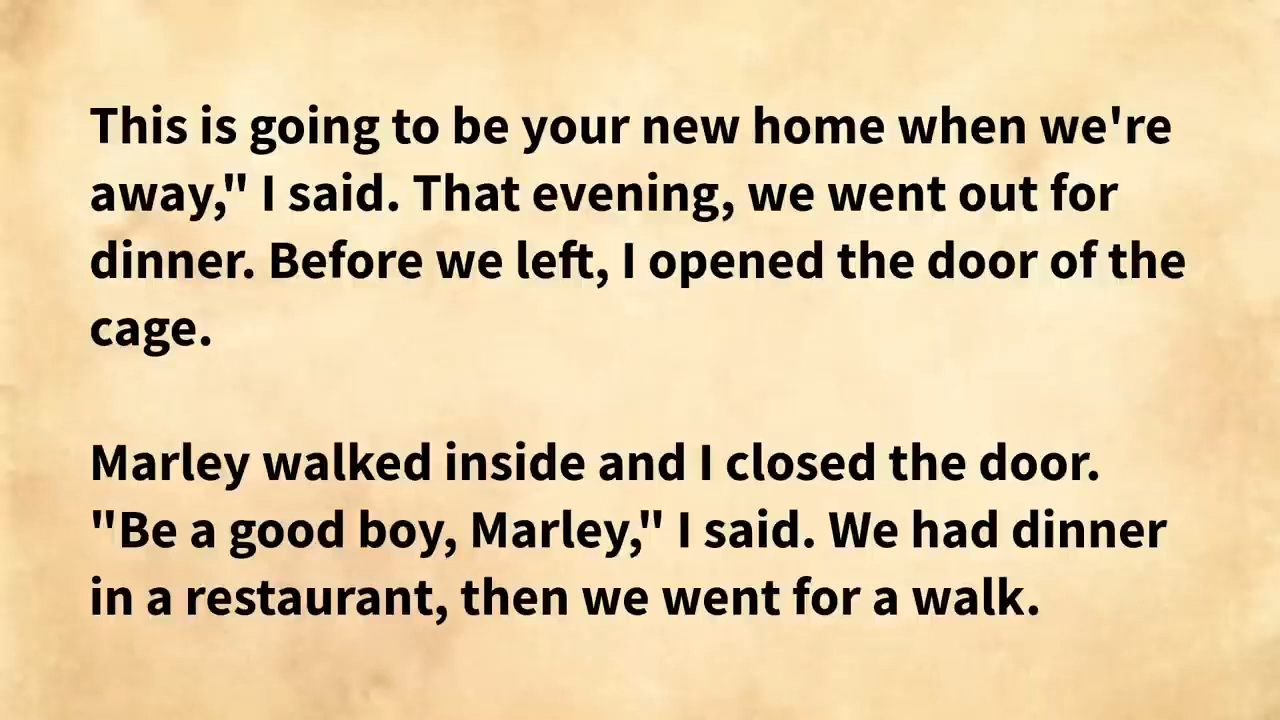 This is going to be your new home when we're
away," I said. That evening, we went out for
dinner. Before we left, I opened the door of the
cage.
Marley walked inside and I closed the door.
"Be a good boy, Marley," I said. We had dinner
in a restaurant, then we went for a walk.